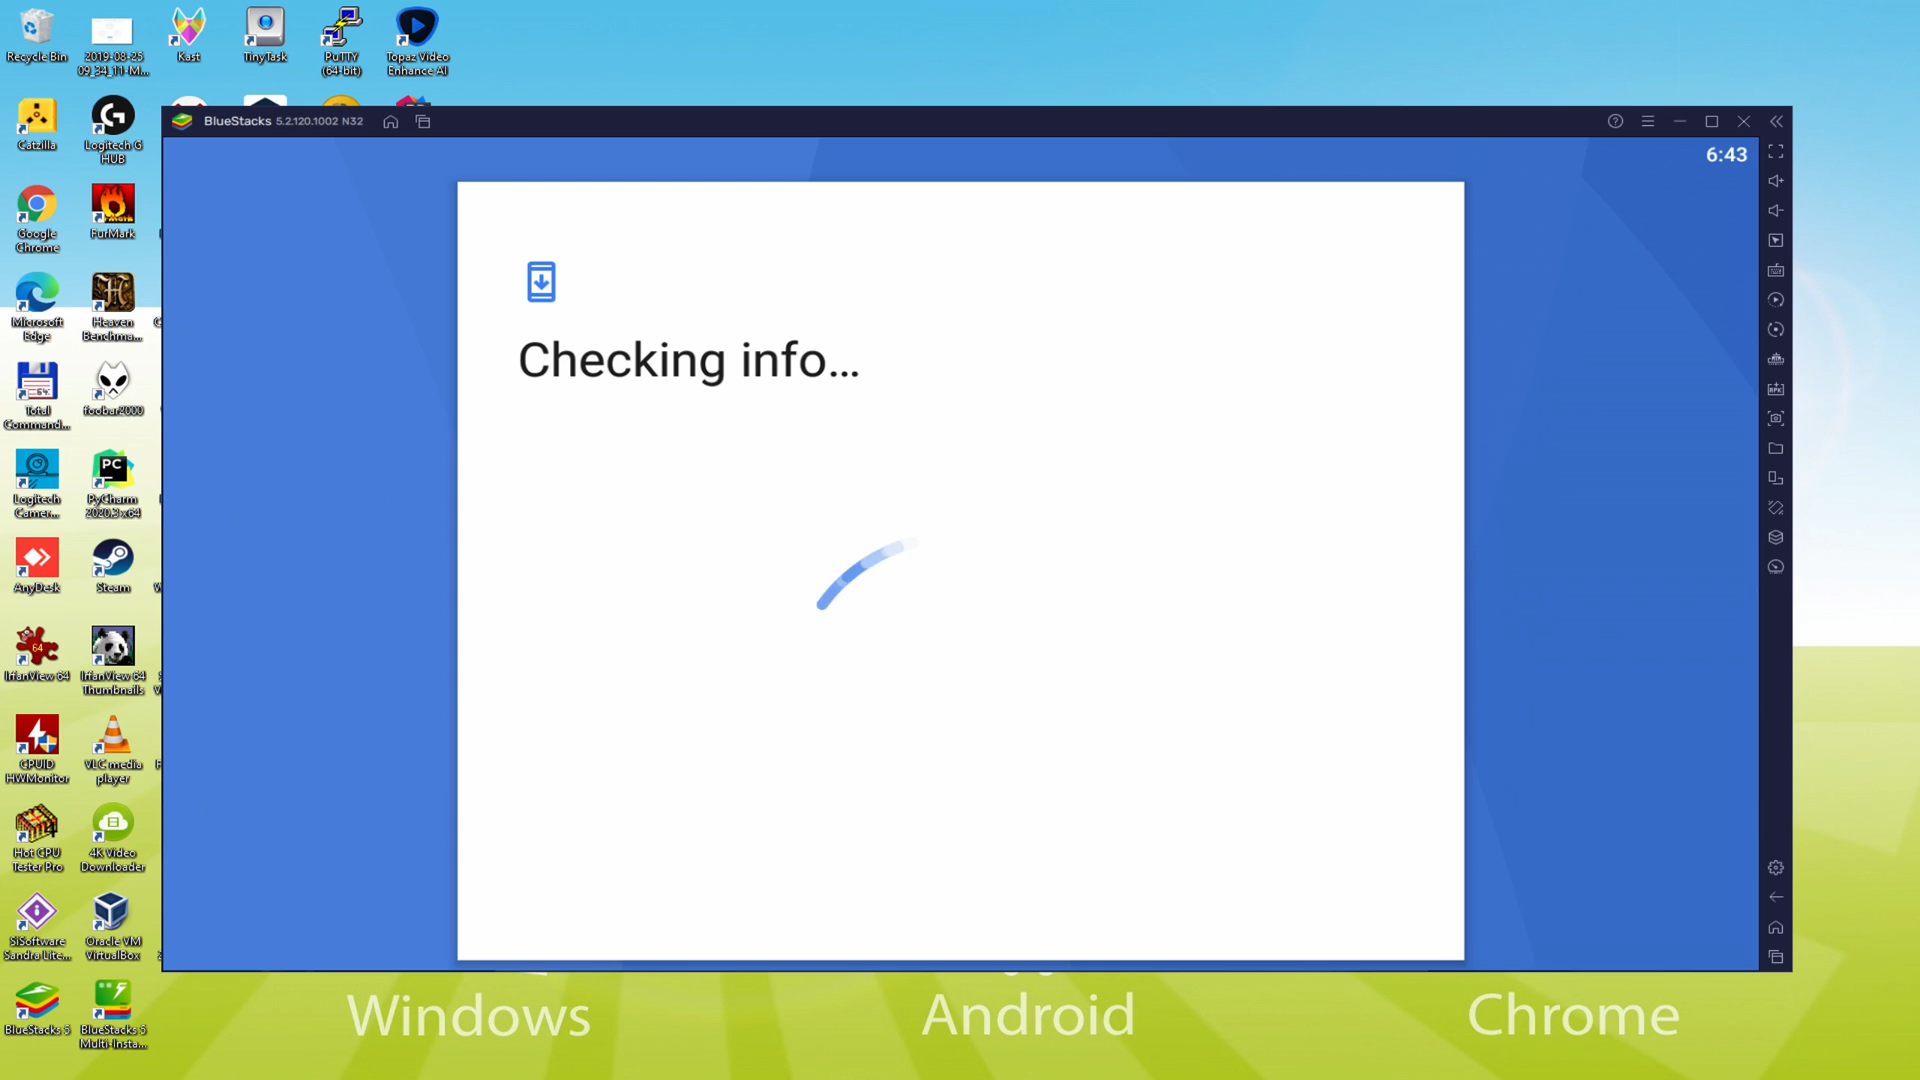 Recycle Bin
2019-08-25
09_34_11-M...
Kast
TinyTask
PuTTY
(64-bit)
Topaz Video
Enhance AI
Catzilla
Logitech G
HUB
BlueStacks 5.2.120.1002 N32
6:43
Google
Chrome
FurMark
Microsoft
Edge
Heaven
Benchma...
Checking info...
Total
Command...
foobar2000
Logitech
Camer...
PC
PyCharm
2020.3 x64
AnyDesk
Steam
64
IrfanView 64
IrfanView 64
Thumbnails
CPUID
HWMonitor
VLC media
player
Hot CPU
Tester Pro
4K Video
Downloader
SiSoftware
Sandra Lite...
Oracle VM
VirtualBox
BlueStacks 5
BlueStacks 5
Multi-Insta...
Windows
Android
Chrome